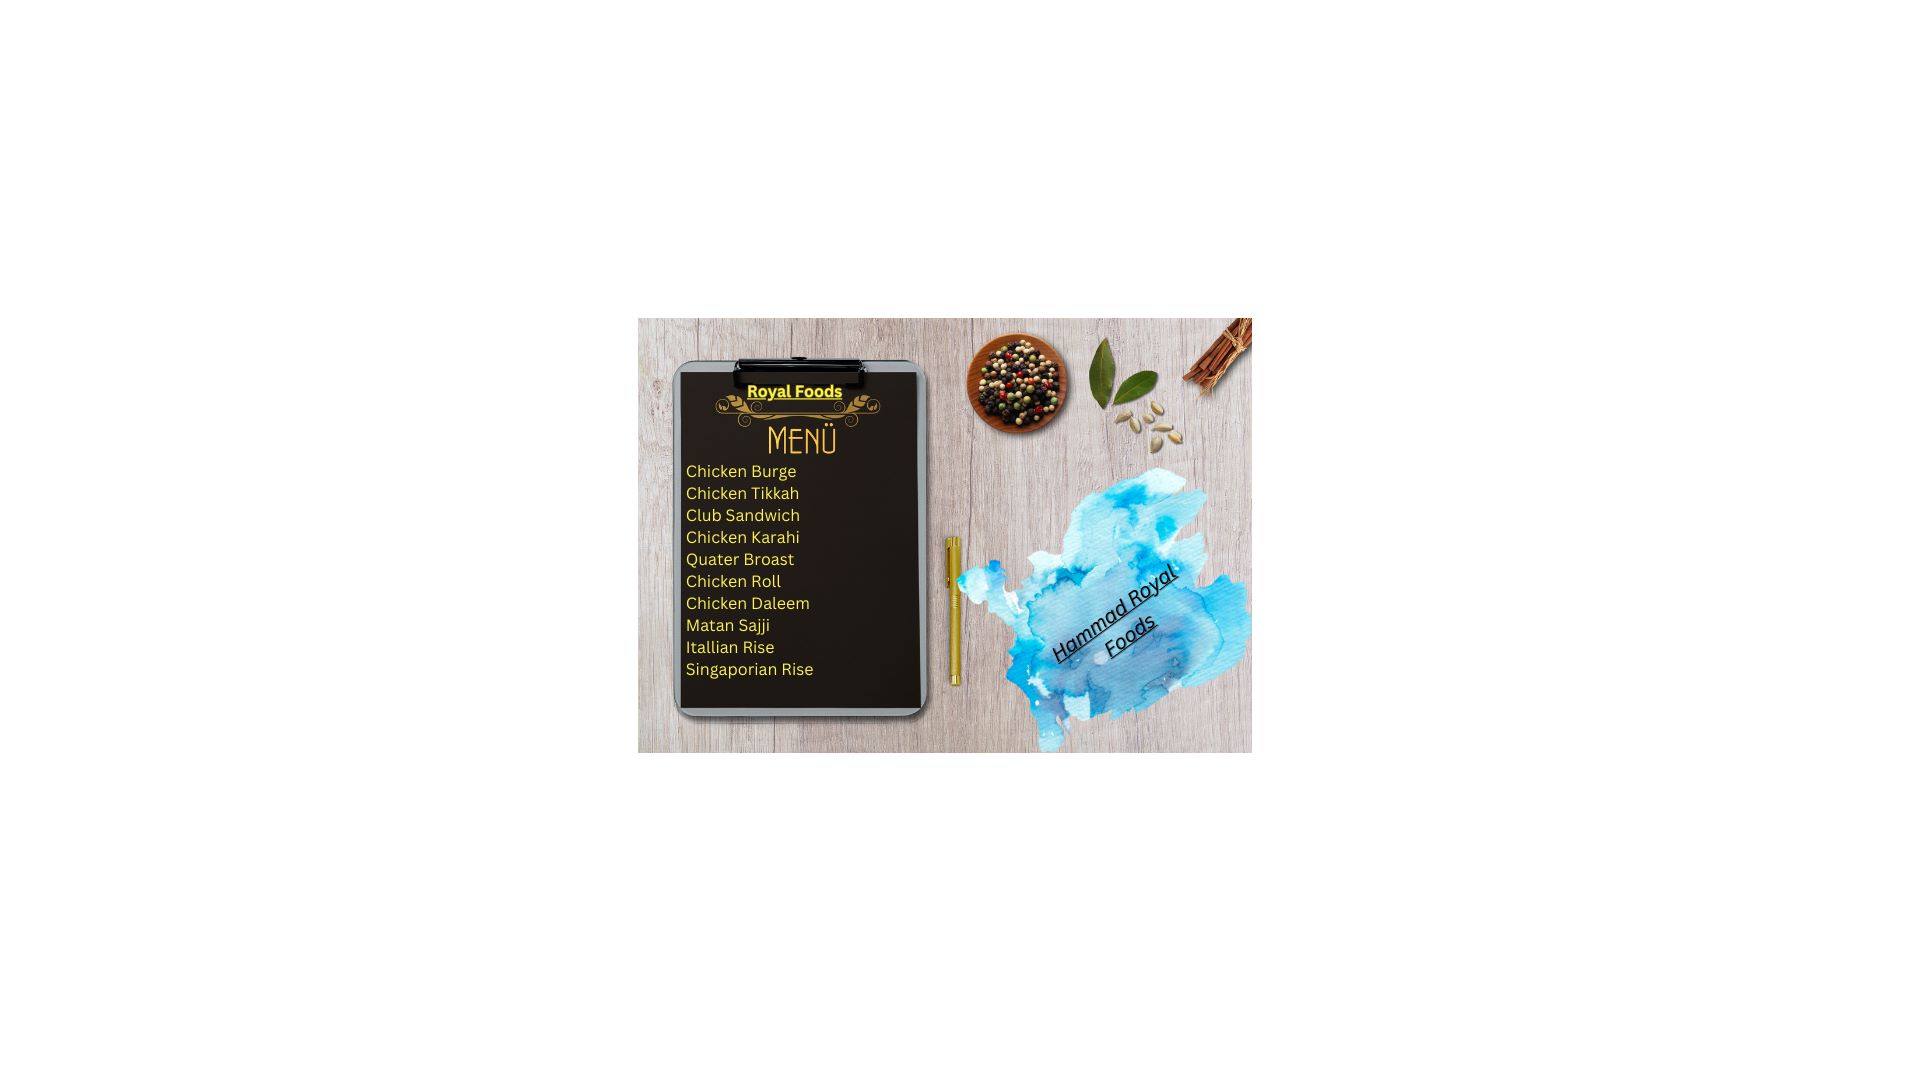 Royal Foods
MENÜ
Chicken Burge
Chicken Tikkah
Club Sandwich
Chicken Karahi
Quater Broast
Chicken Roll
Chicken Daleem
Matan Sajji
Itallian Rise
Singaporian Rise
Hammad Royal
Foods